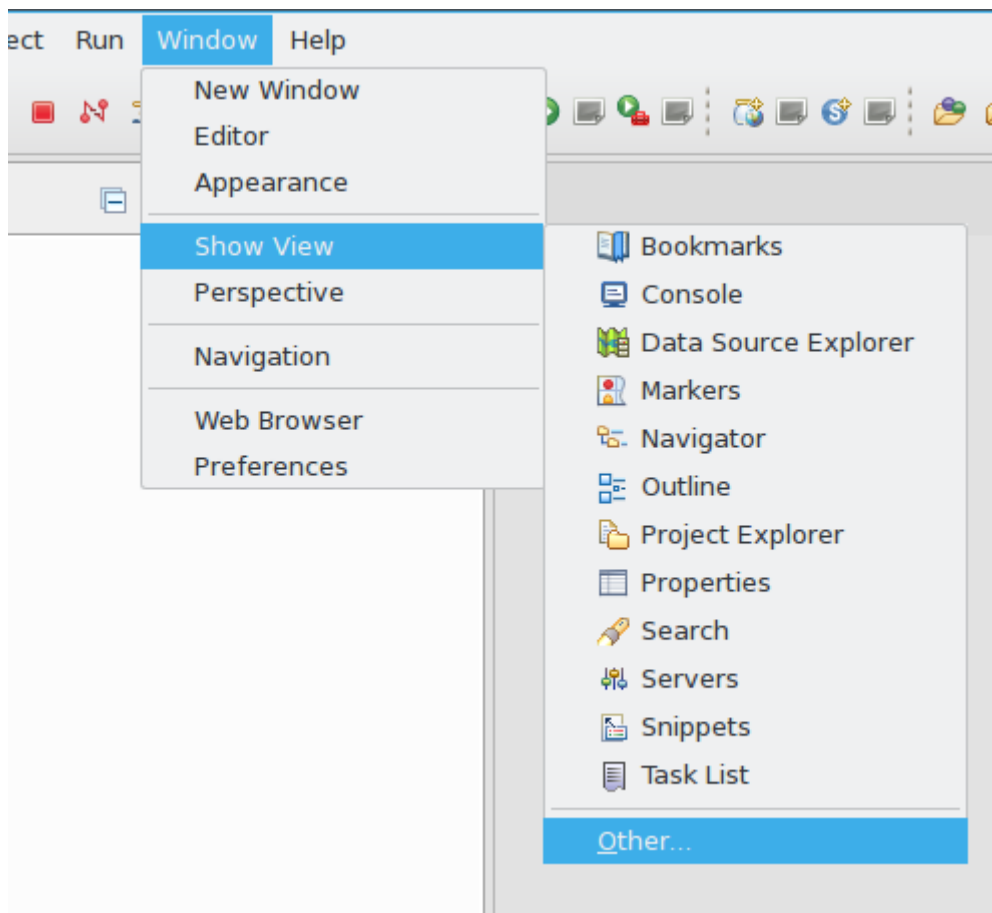 ect Run Window Help
New Window
Editor
Appearance
Show View
Perspective
Navigation
Web Browser
Preferences
Bookmarks
Console
Data Source Explorer
Markers
Navigator
Outline
Project Explorer
Properties
Search
Servers
Snippets
Task List
Other...